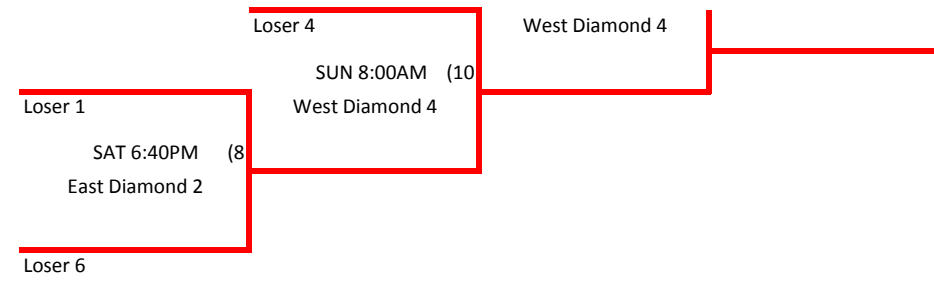 Loser 4
West Diamond 4
SUN 8:00AM (10
Loser 1
West Diamond 4
SAT 6:40PM (8
East Diamond 2
Loser 6